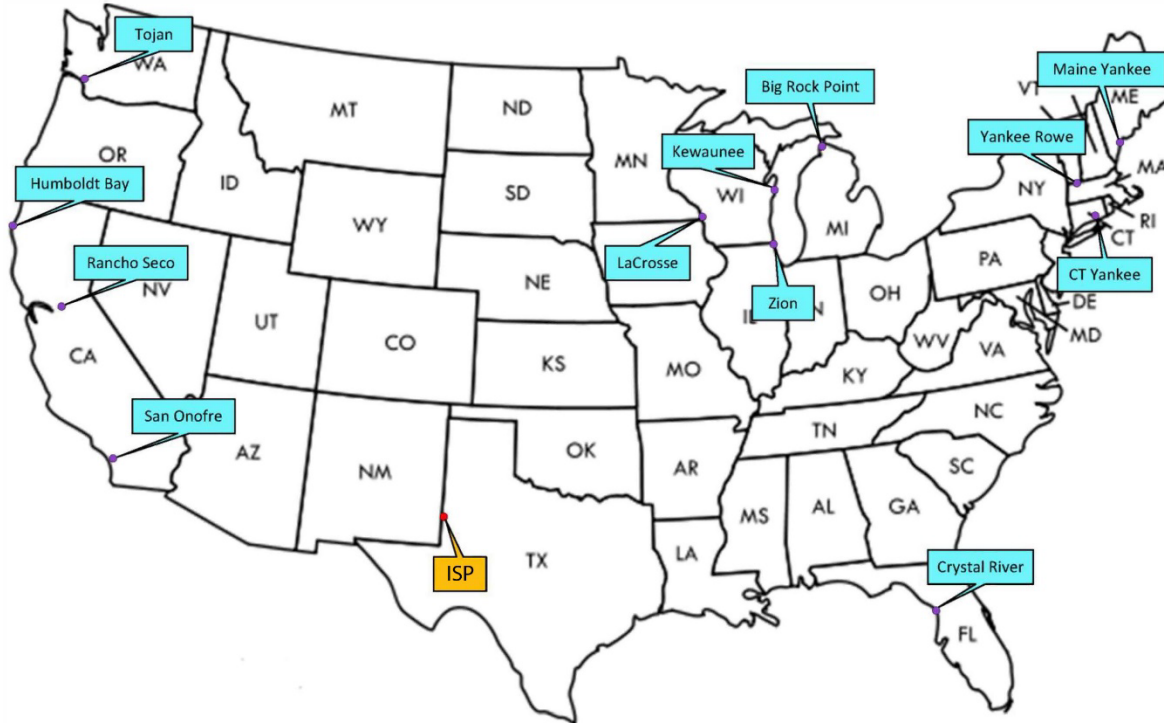 Tojan
WA
MT
ND
MN
Big Rock Point
Maine Yankee
VT
ME
Yankee Rowe
Kewaunee
OR
Humboldt Bay
ID
SD
WI
NY
MA
WY
MI
RI
CT
LaCrosse
CT Yankee
Rancho Seco
NV
NE
Zion
PA
OH
DE
IL
IN
MD
UT
CO
WV
VA
CA
KS
MO
KY
San Onofre
NC
TN
AZ
NM
OK
AR
SC
MS
AL
GA
ISP
TX
LA
Crystal River
FL